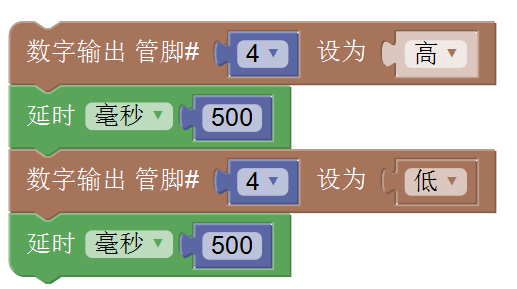 数字输出 管脚# 4 设为 高
延时 毫秒 500
数字输出 管脚# 4 设为 低
延时 毫秒 500